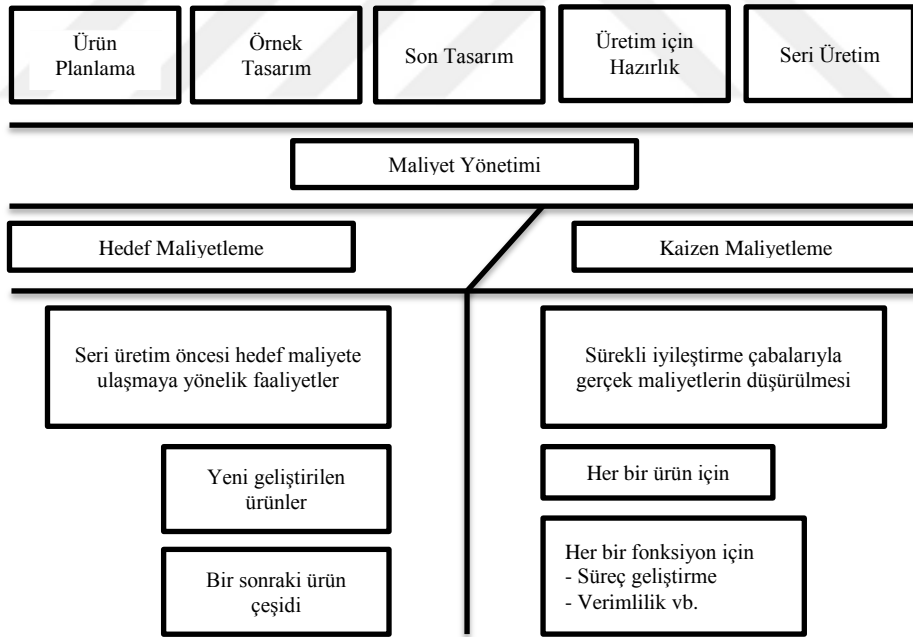 Ürün
Planlama
Örnek
Tasarım
Son Tasarım
Üretim için
Hazırlık
Seri Üretim
Maliyet Yönetimi
Hedef Maliyetleme
Kaizen Maliyetleme
Seri üretim öncesi hedef maliyete
ulaşmaya yönelik faaliyetler
Sürekli iyileştirme çabalarıyla
gerçek maliyetlerin düşürülmesi
Yeni geliştirilen
ürünler
Her bir ürün için
Bir sonraki ürün
çeşidi
Her bir fonksiyon için
- Süreç geliştirme
- Verimlilik vb.